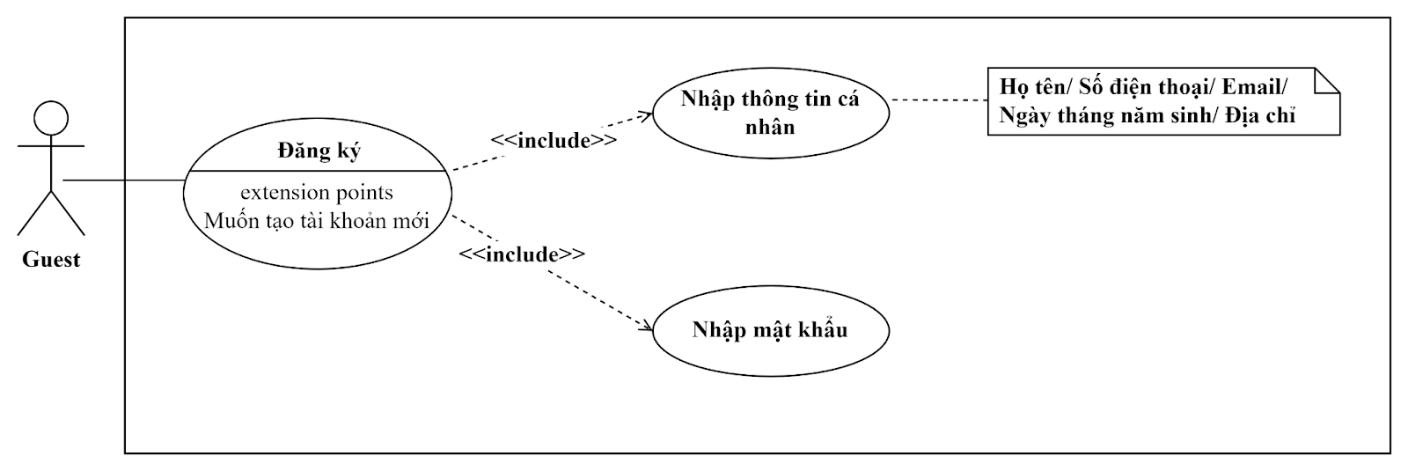 Guest
Đăng ký
extension points
Muốn tạo tài khoản mới
<<include>>
<<include>>
Nhập thông tin cá
nhân
Họ tên/ Số điện thoại/ Email/
Ngày tháng năm sinh/ Địa chỉ
Nhập mật khẩu